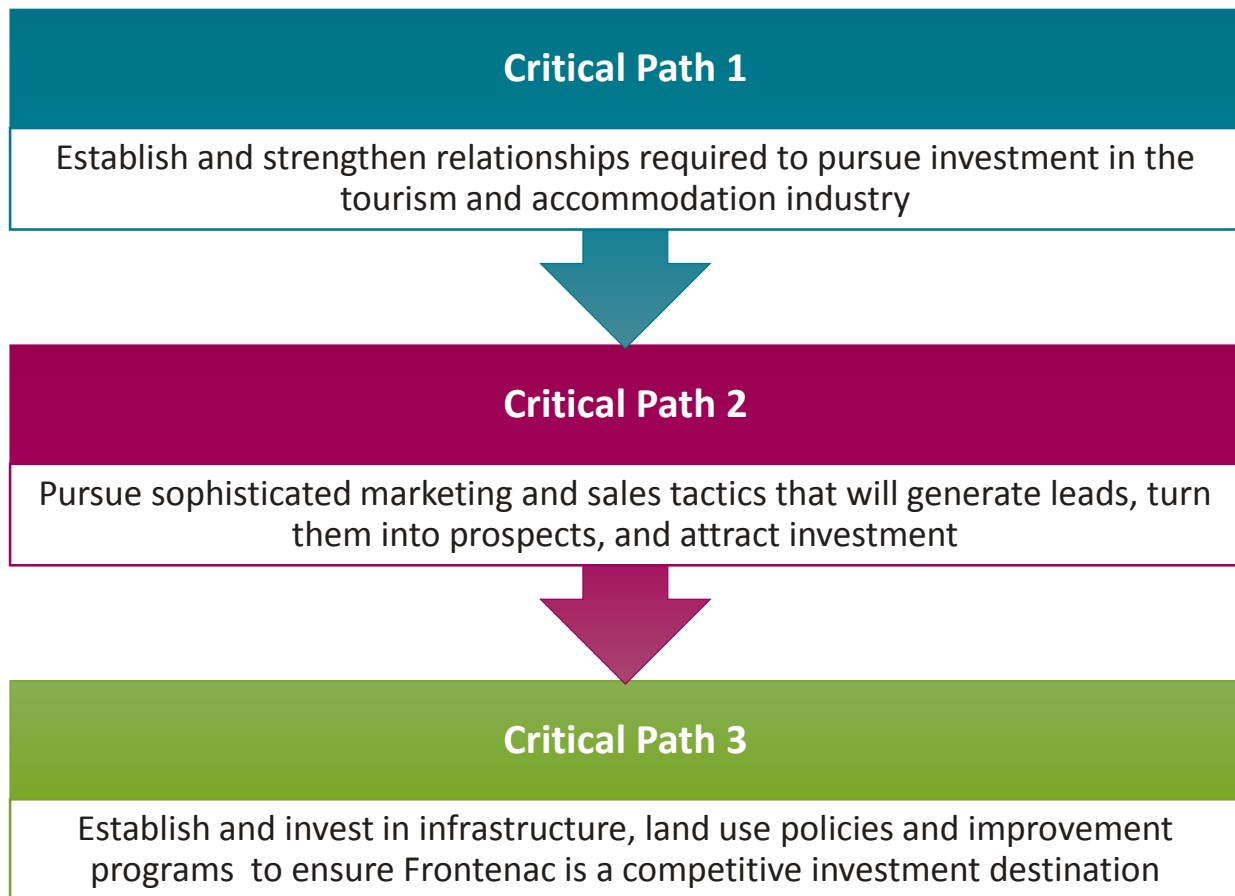 Critical Path 1
Establish and strengthen relationships required to pursue investment in the
tourism and accommodation industry
Critical Path 2
Pursue sophisticated marketing and sales tactics that will generate leads, turn
them into prospects, and attract investment
Critical Path 3
Establish and invest in infrastructure, land use policies and improvement
programs  to ensure Frontenac is a competitive investment destination